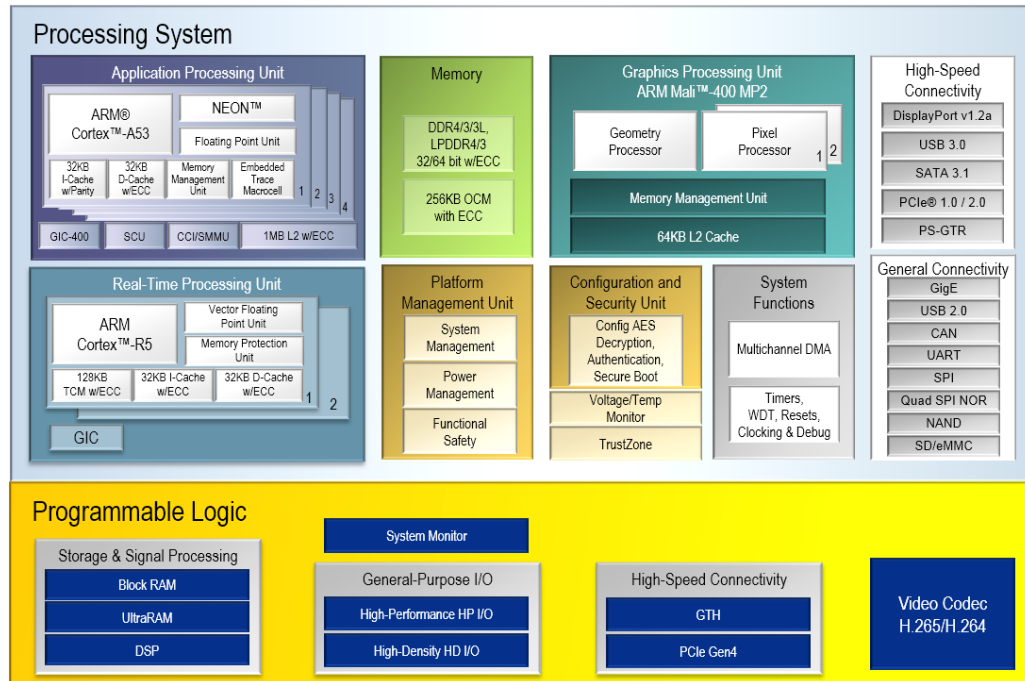 Processing System
Application Processing Unit
ARM®
Cortex™-A53
NEON™
Floating Point Unit
32KB
I-Cache
w/Parity
32KB
D-Cache
w/ECC
Memory
Management
Unit
Embedded
Trace
Macrocell
1
2
3
4
GIC-400
SCU
CCI/SMMU
1MB L2 w/ECC
Memory
DDR4/3/3L,
LPDDR4/3
32/64 bit w/ECC
256KB OCM
with ECC
Graphics Processing Unit
ARM Mali™-400 MP2
Geometry
Processor
Pixel
Processor
1
2
Memory Management Unit
64KB L2 Cache
High-Speed
Connectivity
DisplayPort v1.2a
USB 3.0
SATA 3.1
PCIe® 1.0 / 2.0
PS-GTR
Real-Time Processing Unit
ARM
Cortex™-R5
Vector Floating
Point Unit
Memory Protection
Unit
128KB
TCM w/ECC
32KB I-Cache
w/ECC
32KB D-Cache
w/ECC
1
2
GIC
Platform
Management Unit
System
Management
Power
Management
Functional
Safety
Configuration and
Security Unit
Config AES
Decryption,
Authentication,
Secure Boot
Voltage/Temp
Monitor
TrustZone
System
Functions
Multichannel DMA
Timers,
WDT, Resets,
Clocking & Debug
General Connectivity
GigE
USB 2.0
CAN
UART
SPI
Quad SPI NOR
NAND
SD/eMMC
Programmable Logic
Storage & Signal Processing
Block RAM
UltraRAM
DSP
System Monitor
General-Purpose I/O
High-Performance HP I/O
High-Density HD I/O
High-Speed Connectivity
GTH
PCIe Gen4
Video Codec
H.265/H.264